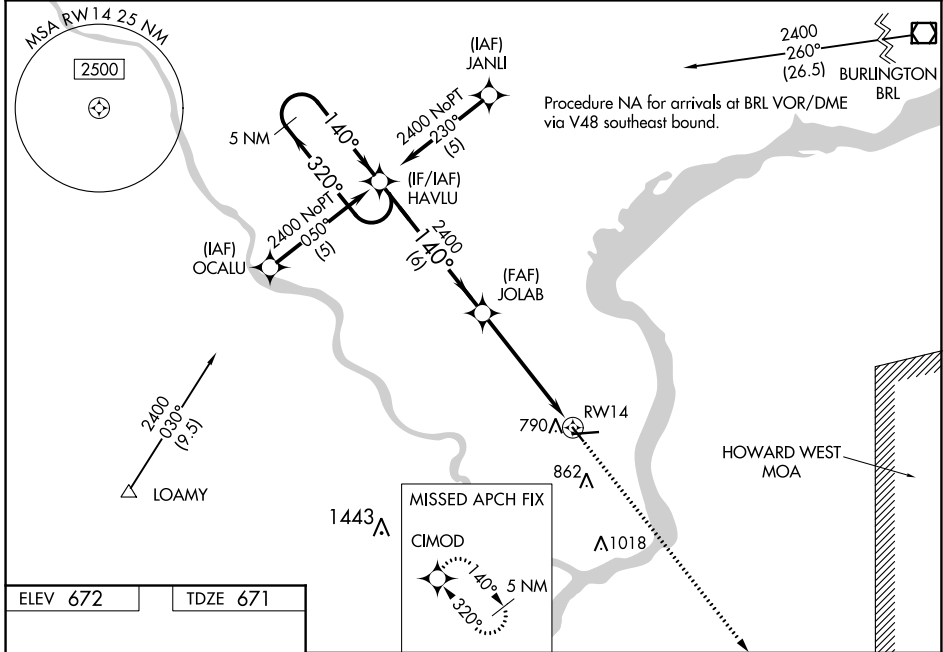 MSA RW14 25 NM
2500
(IAF)
JANLI
2400
260°
(26.5)
BURLINGTON
BRL
Procedure NA for arrivals at BRL VOR/DME
via V48 southeast bound.
2400 NoPT
230°
(5)
5 NM
140°
320°
(IF/IAF)
HAVLU
2400 NoPT
050°
(5)
(IAF)
OCALU
2400
140°
(6)
(FAF)
JOLAB
2400
030°
(9.5)
LOAMY
790
RW14
862
HOWARD WEST
MOA
1443
1018
MISSED APCH FIX
CIMOD
140°
5 NM
320°
ELEV 672
TDZE 671